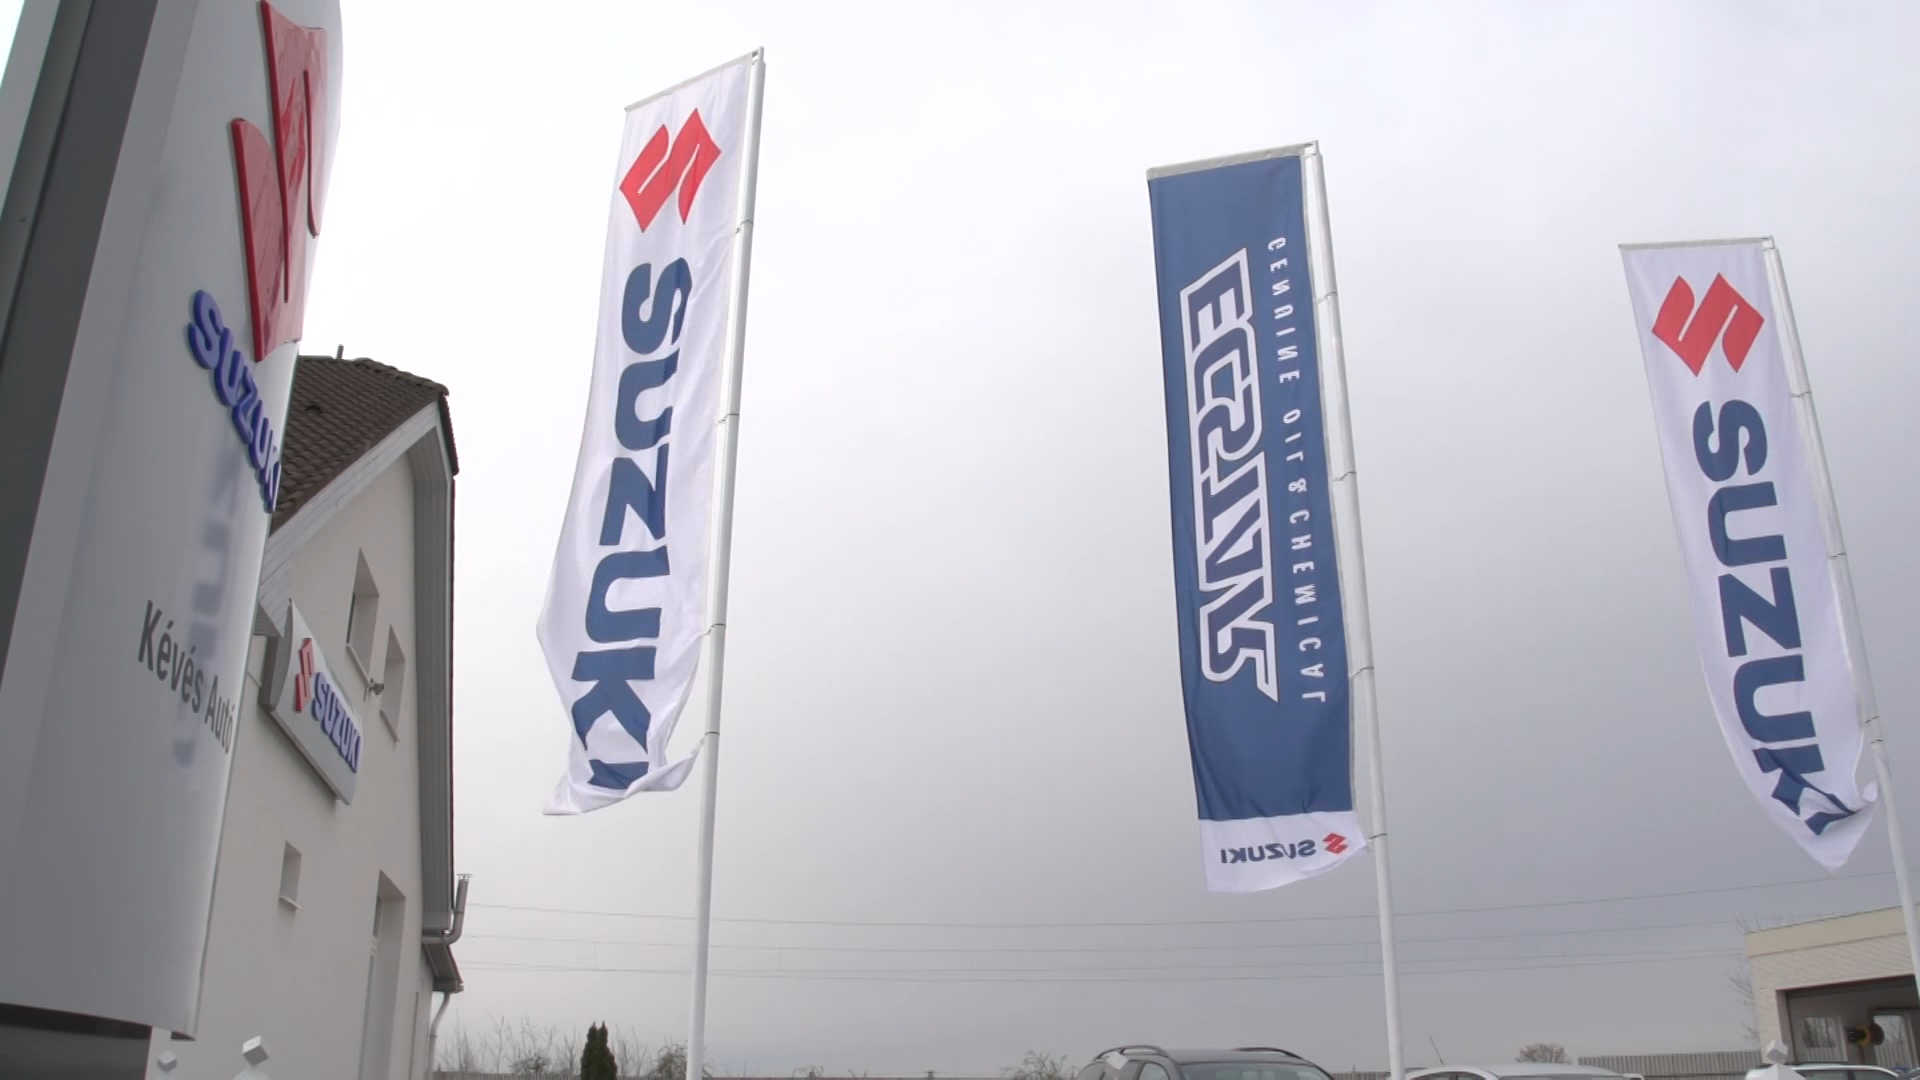 SUZUKI
Kévés Autó
SUZUKI
SUZUKI
ECSTAR
GENUINE OIL & CHEMICAL
SUZUKI
SUZUKI